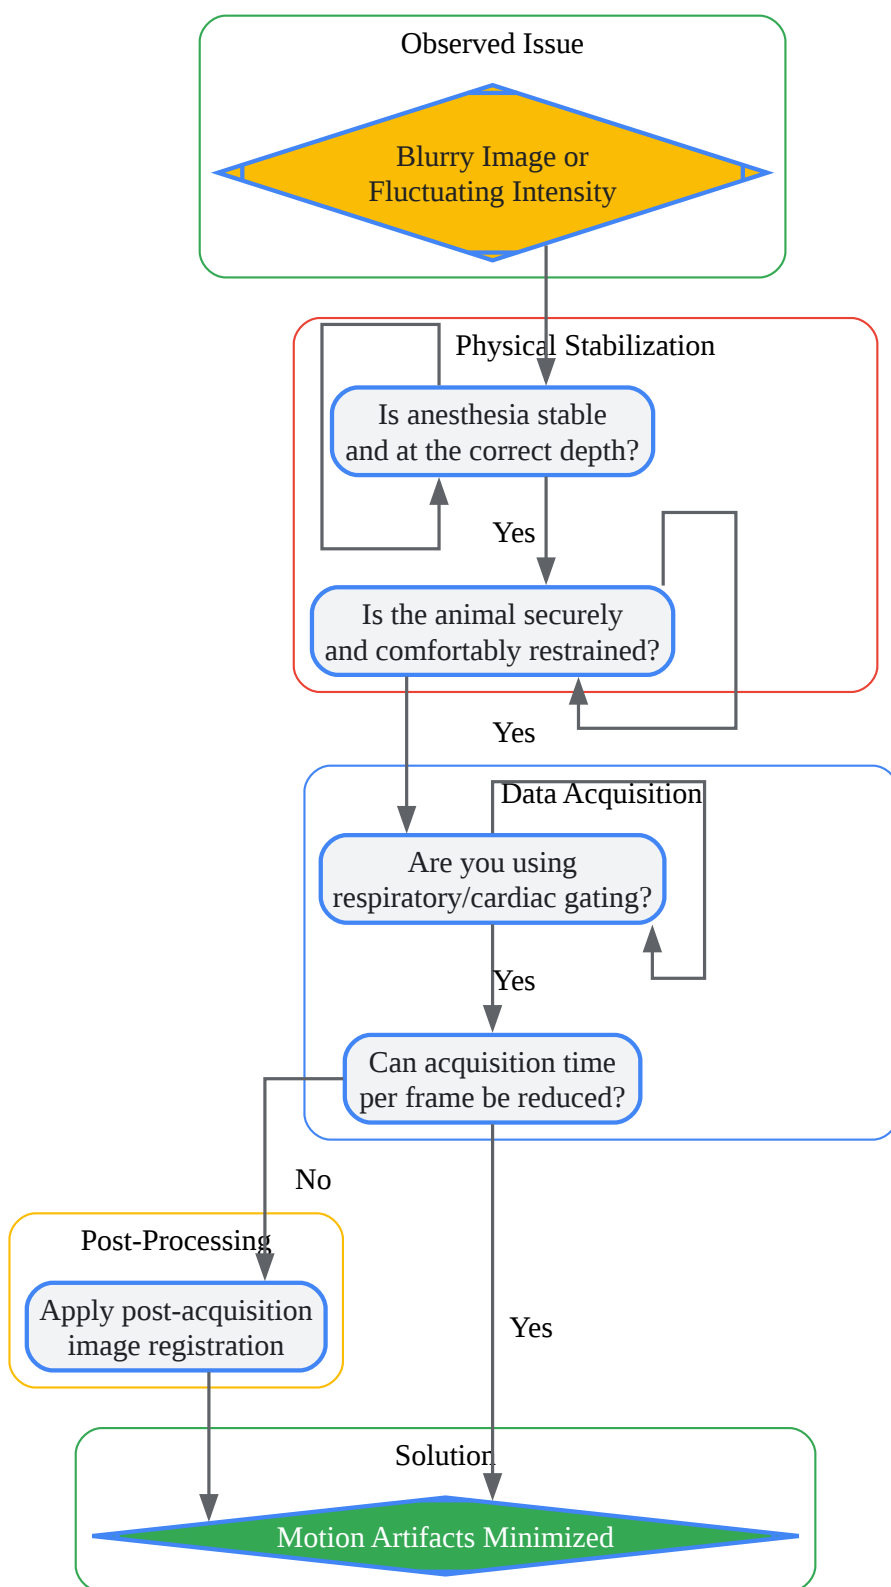 Observed Issue
Blurry Image or
Fluctuating Intensity
Physical Stabilization
Is anesthesia stable
and at the correct depth?
Yes
Is the animal securely
and comfortably restrained?
Yes
Data Acquisition
Are you using
respiratory/cardiac gating?
Yes
Can acquisition time
per frame be reduced?
No
Post-Processing
Apply post-acquisition
image registration
Yes
Solution
Motion Artifacts Minimized